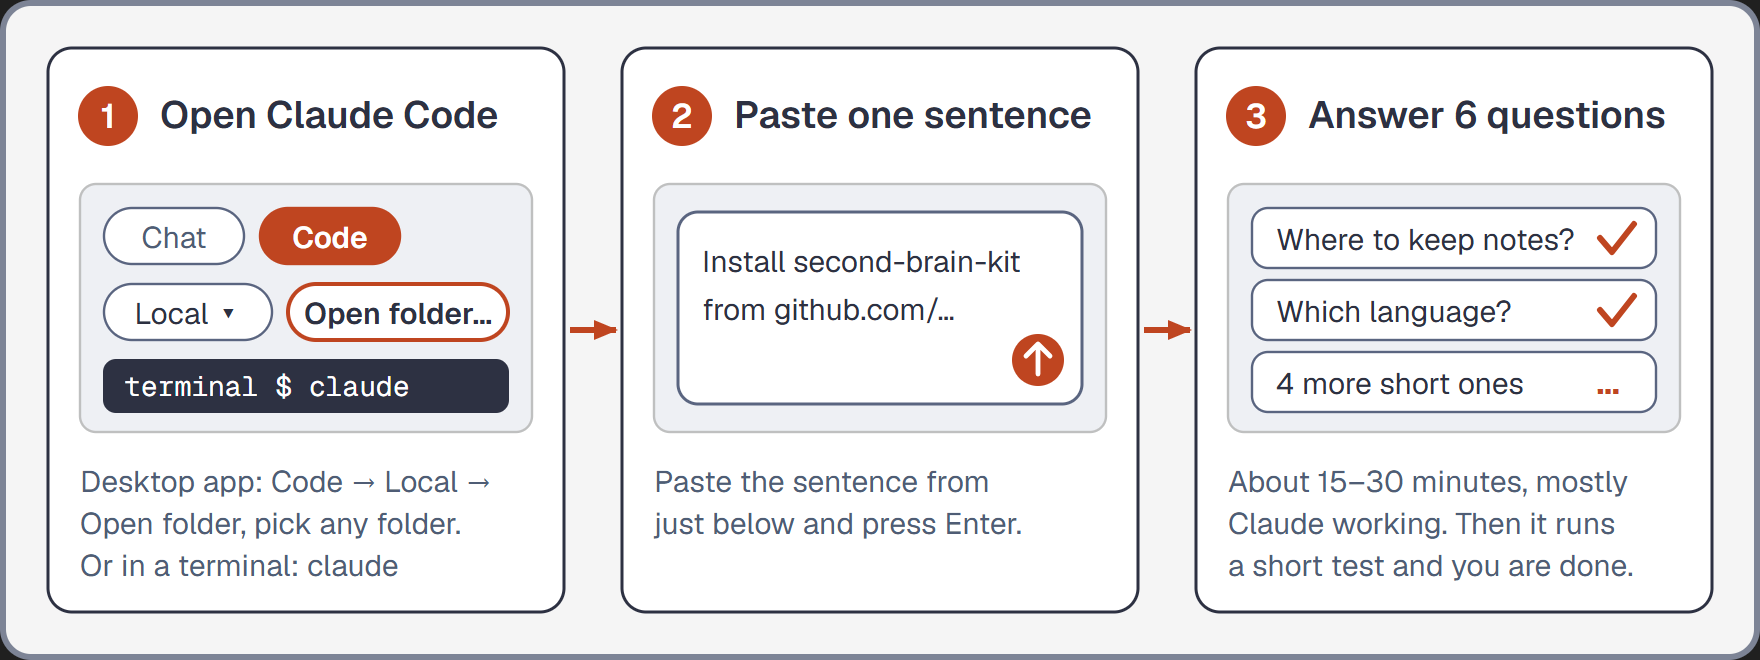 1 Open Claude Code
Chat Code
Local ▾ Open folder...
terminal $ claude
Desktop app: Code → Local →
Open folder, pick any folder.
Or in a terminal: claude
2 Paste one sentence
Install second-brain-kit
from github.com/...
Paste the sentence from
just below and press Enter.
3 Answer 6 questions
Where to keep notes?
Which language?
4 more short ones ...
About 15–30 minutes, mostly
Claude working. Then it runs
a short test and you are done.